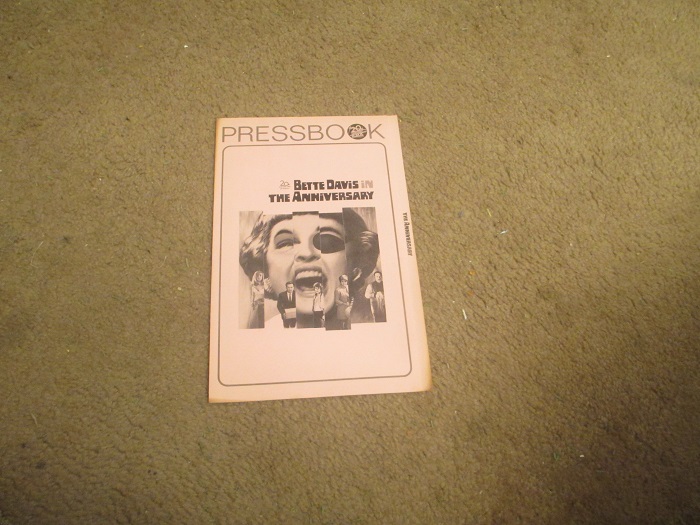 PRESSBOOK
BETTE DAVIS IN
THE ANNIVERSARY
THE ANNIVERSARY